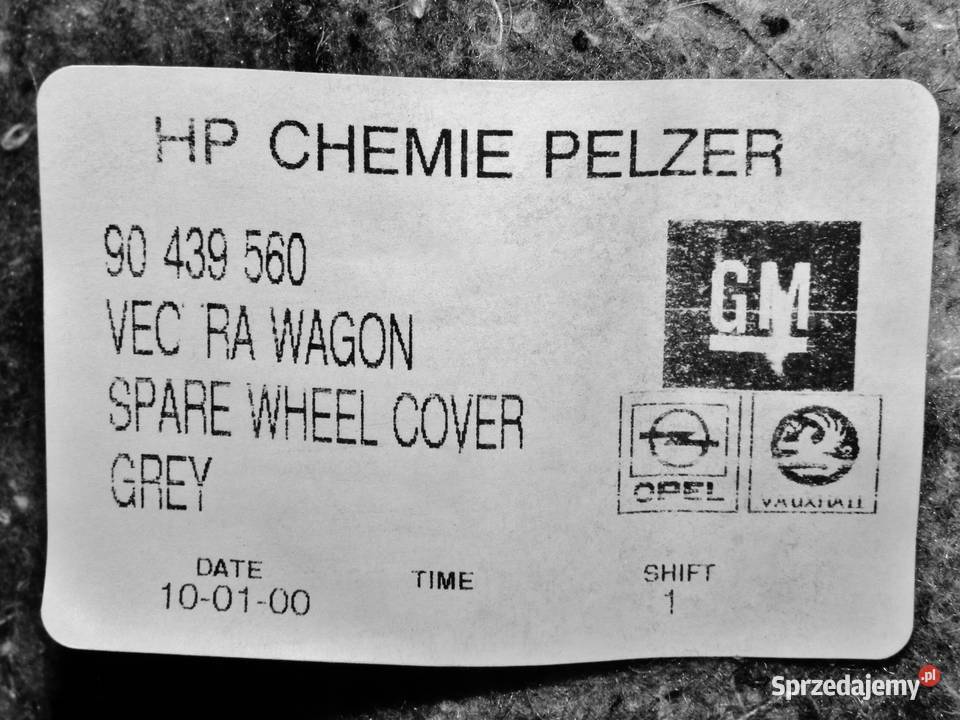 HP CHEMIE PELZER
90 439 560
VEC RA WAGON
SPARE WHEEL COVER
GREY
GM
OPEL
VAUXHALL
DATE
10-01-00
TIME
SHIFT
1
Sprzedajemy.pl